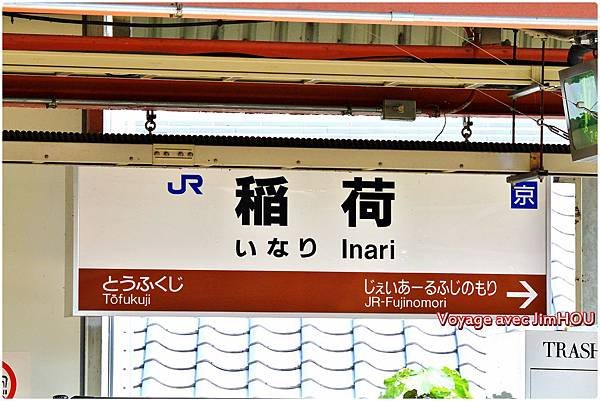 JR 稲荷 京
いなり Inari
とうふくじ じぇいあーるふじのもり
Tōfukuji JR-Fujinomori →
Voyage avec JimHOU
TRASH